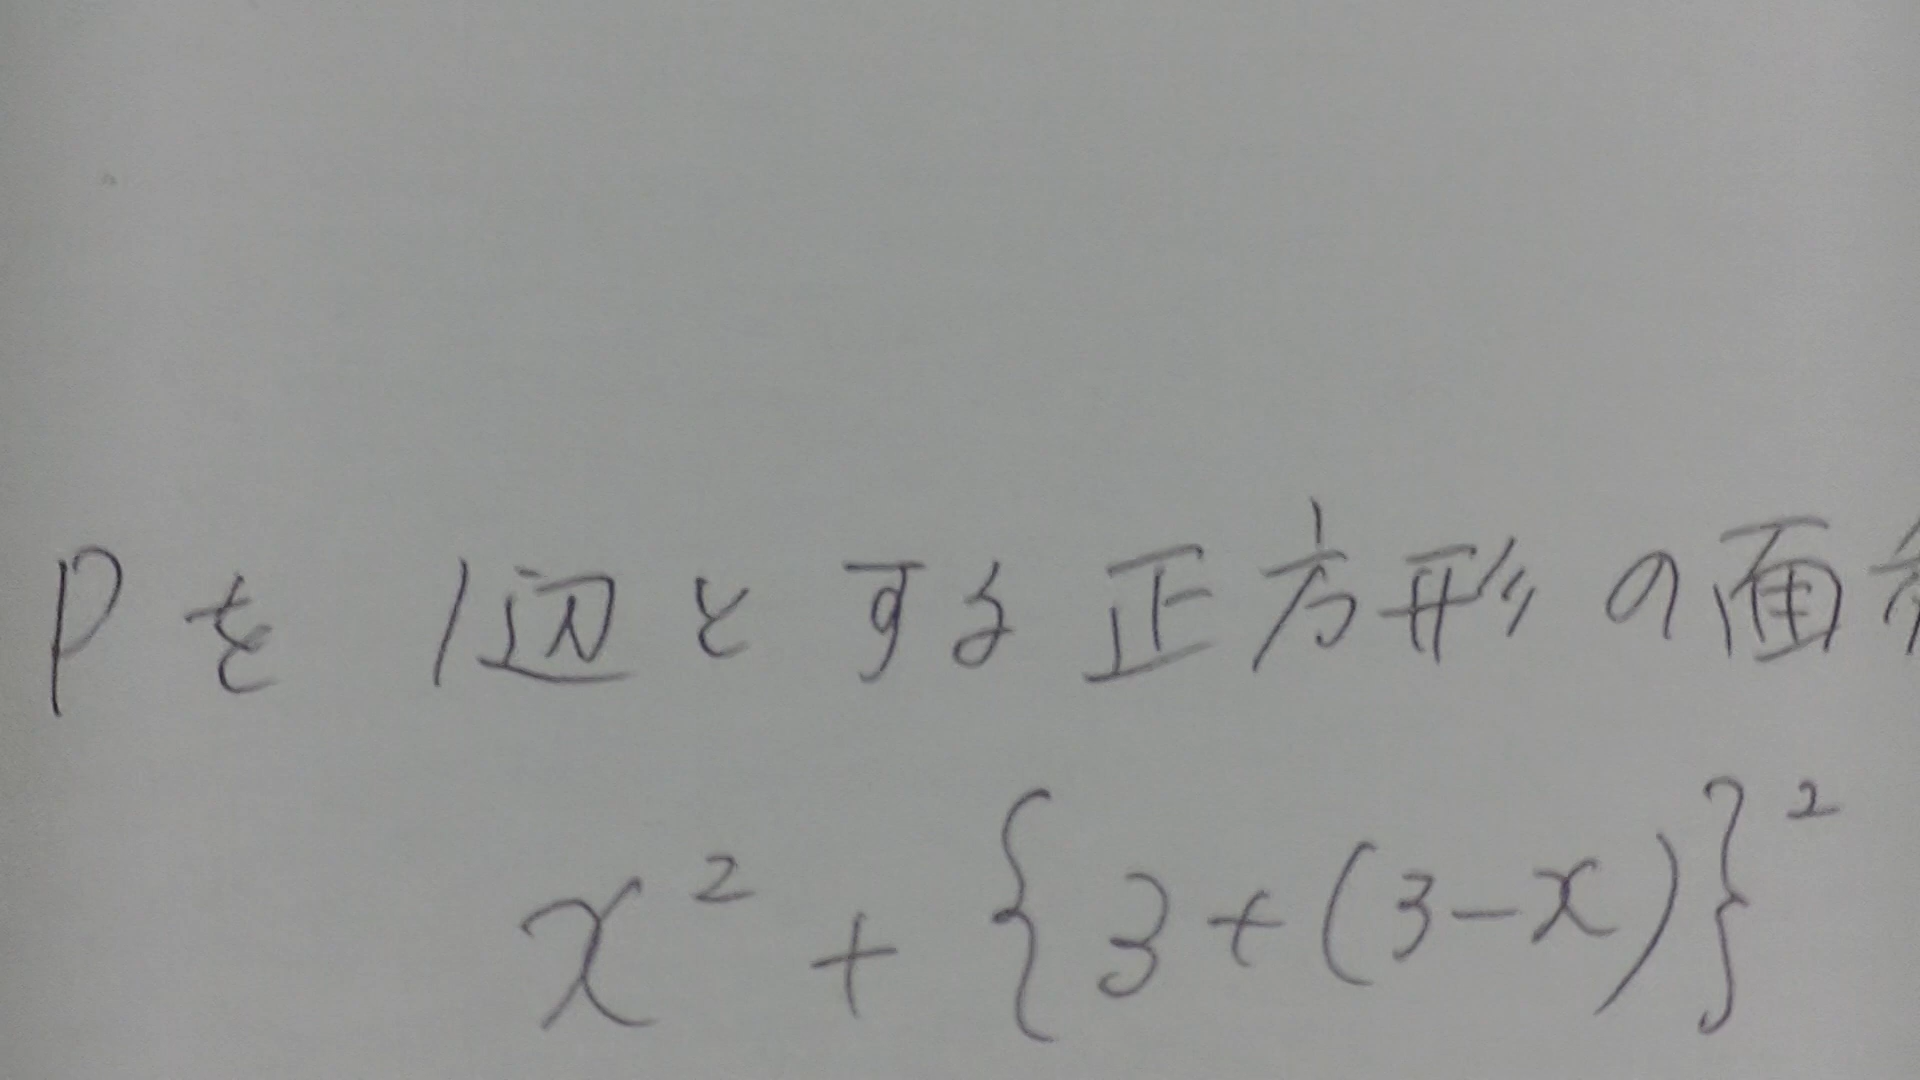 Pを1辺とする正方形の面
x² + {3+(3-x)}²